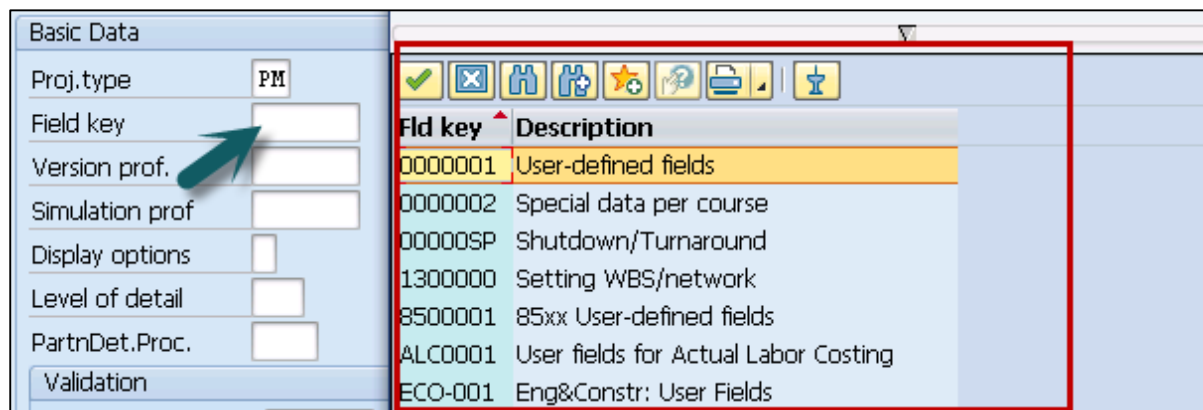 Basic Data
Proj.type PM
Field key
Version prof.
Simulation prof
Display options
Level of detail
PartnDet.Proc.
Validation
Fld key Description
0000001 User-defined fields
0000002 Special data per course
00000SP Shutdown/Turnaround
1300000 Setting WBS/network
8500001 85xx User-defined fields
ALC0001 User fields for Actual Labor Costing
ECO-001 Eng&Constr: User Fields